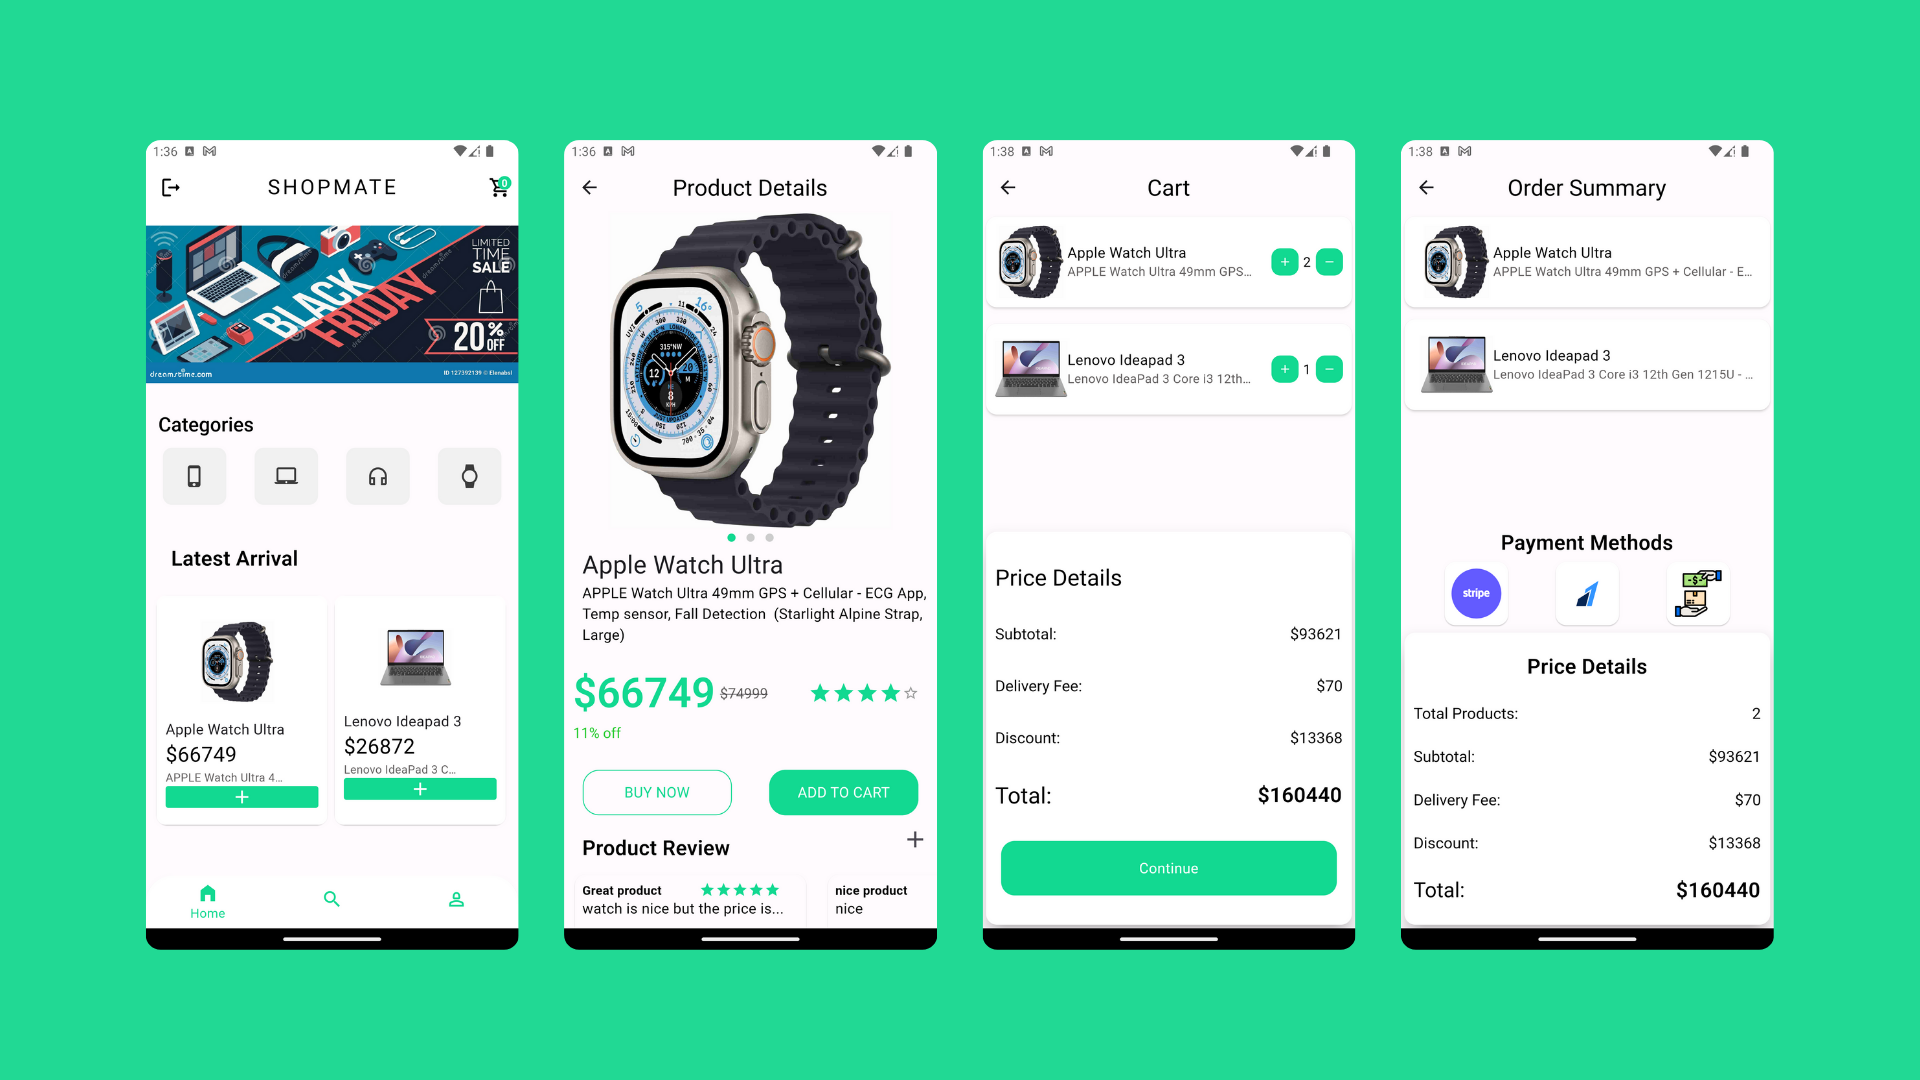 1:36
SHOPMATE
0
LIMITED
TIME
SALE
BLACK
FRIDAY
20%
OFF
dreamstime.com
ID 127392139 © Elenabsl
Categories
Latest Arrival
Apple Watch Ultra
$66749
APPLE Watch Ultra 4...
+
Lenovo Ideapad 3
$26872
Lenovo IdeaPad 3 C...
+
Home
1:36
Product Details
Apple Watch Ultra
APPLE Watch Ultra 49mm GPS + Cellular - ECG App,
Temp sensor, Fall Detection (Starlight Alpine Strap,
Large)
$66749 $74999
11% off
BUY NOW
ADD TO CART
Product Review
+
Great product
watch is nice but the price is...
nice product
nice
1:38
Cart
Apple Watch Ultra
APPLE Watch Ultra 49mm GPS...
+ 2 −
Lenovo Ideapad 3
Lenovo IdeaPad 3 Core i3 12th...
+ 1 −
Price Details
Subtotal: $93621
Delivery Fee: $70
Discount: $13368
Total: $160440
Continue
1:38
Order Summary
Apple Watch Ultra
APPLE Watch Ultra 49mm GPS + Cellular - E...
Lenovo Ideapad 3
Lenovo IdeaPad 3 Core i3 12th Gen 1215U - ...
Payment Methods
stripe
Price Details
Total Products: 2
Subtotal: $93621
Delivery Fee: $70
Discount: $13368
Total: $160440